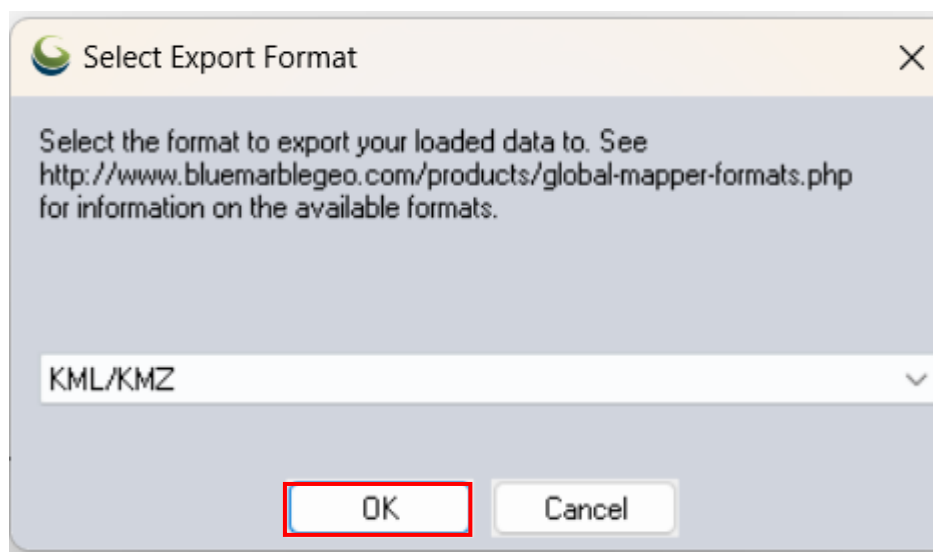 Select Export Format
Select the format to export your loaded data to. See
http://www.bluemarblegeo.com/products/global-mapper-formats.php
for information on the available formats.
KML/KMZ
OK
Cancel